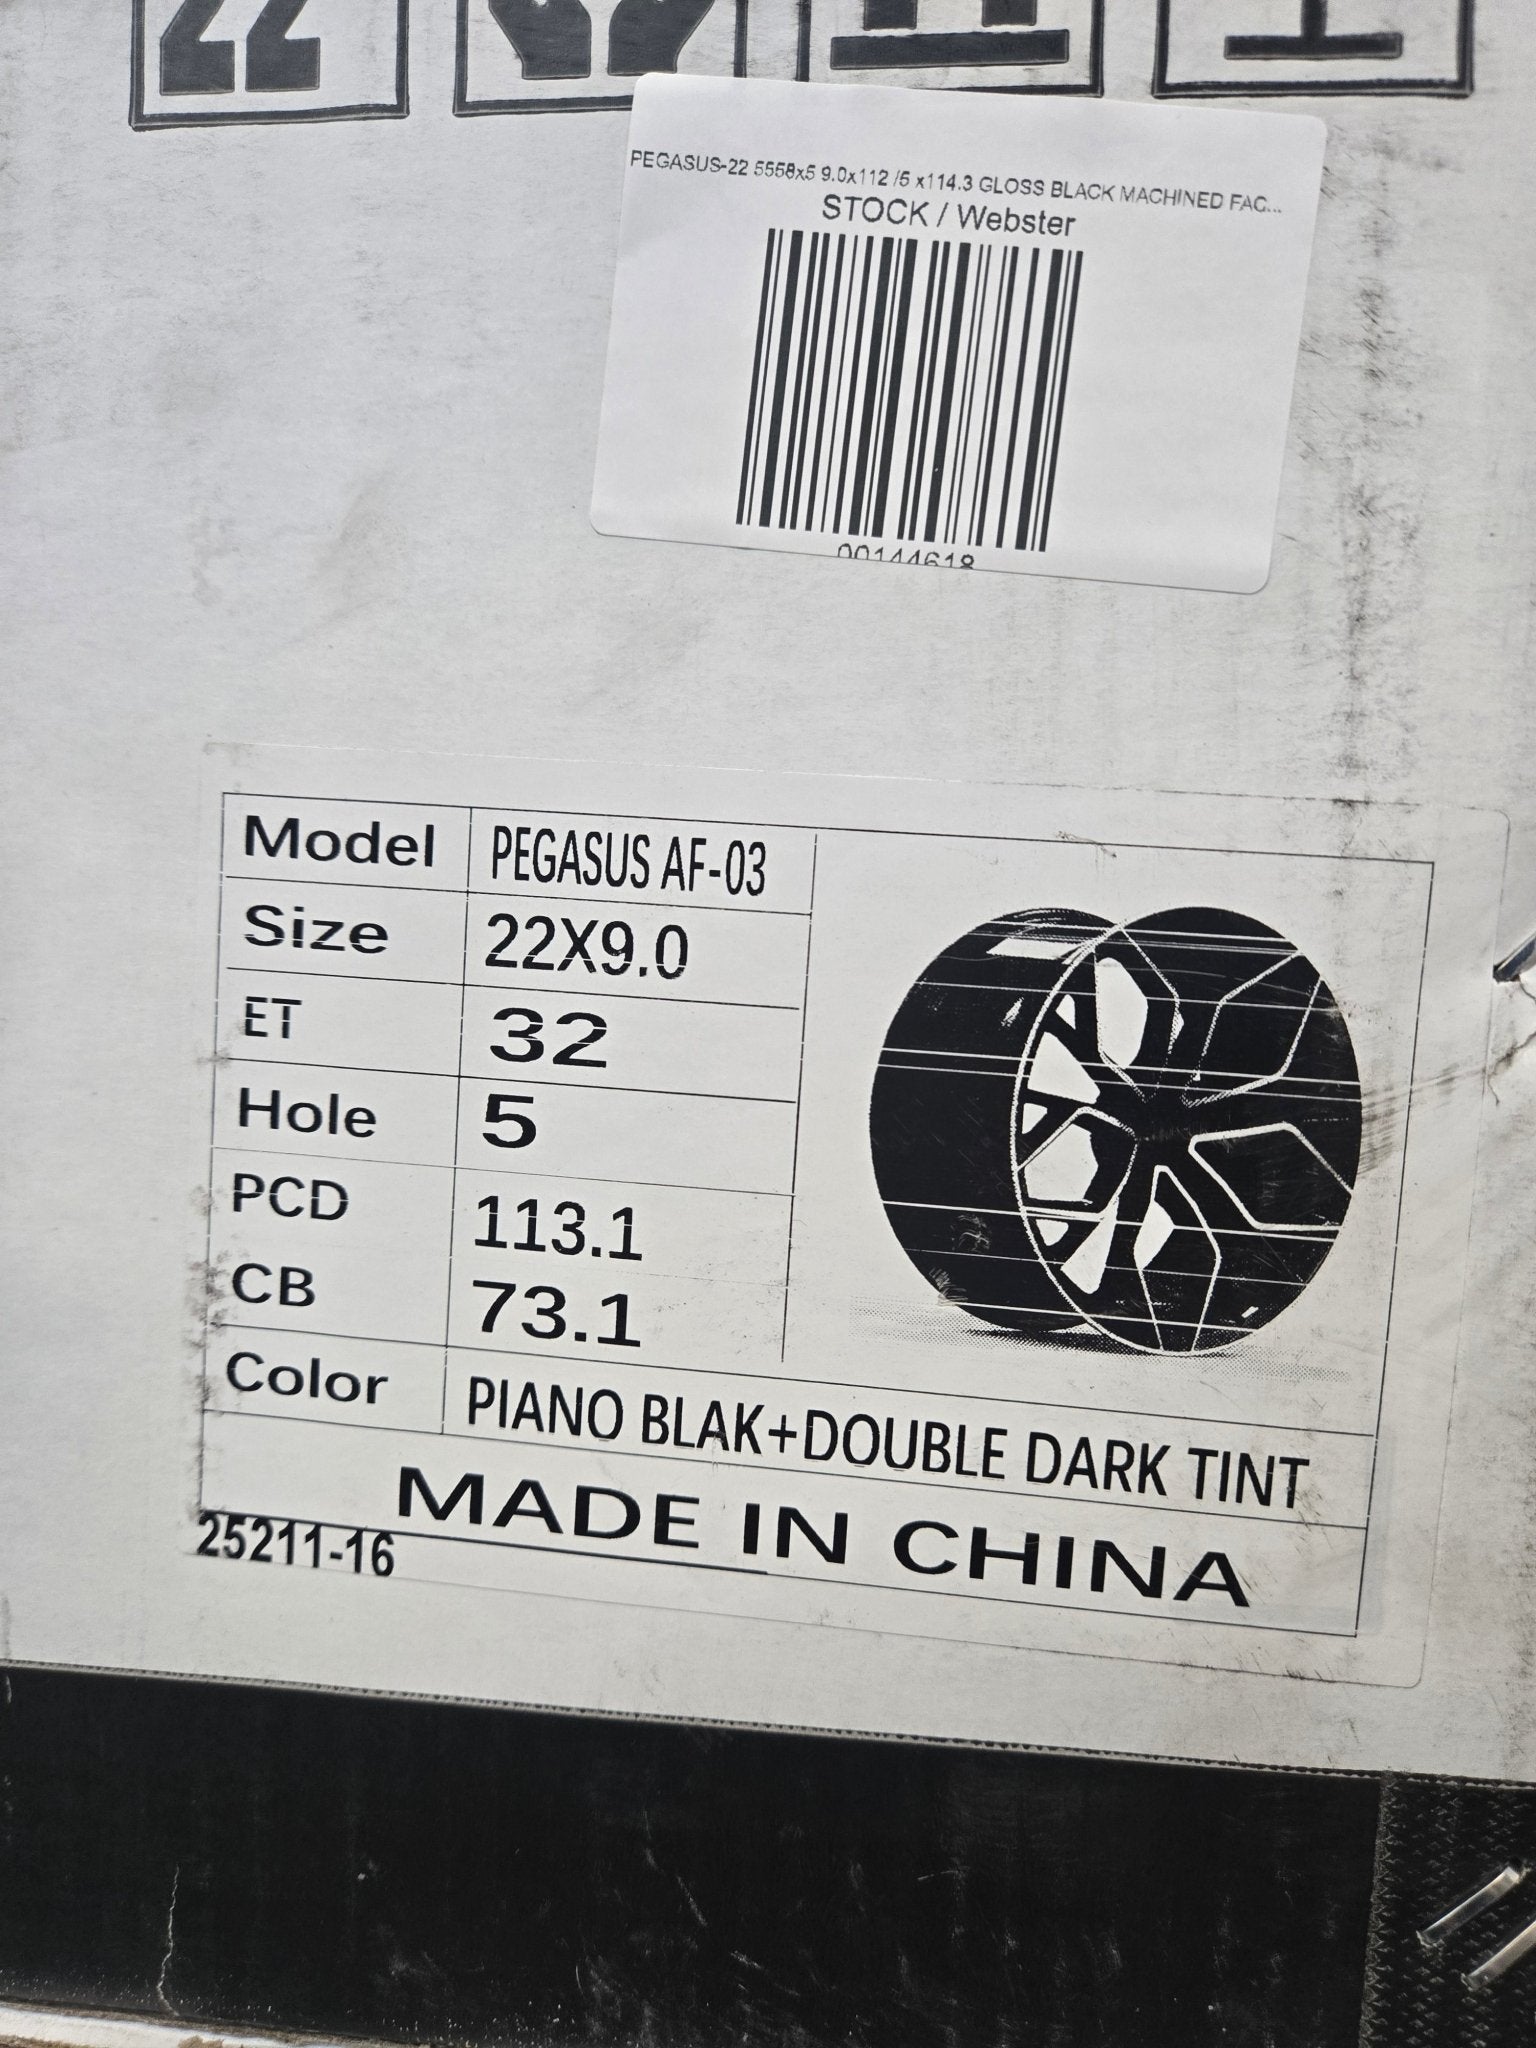 PEGASUS-22 5558x5 9.0x112 /5 x114.3 GLOSS BLACK MACHINED FAC...
STOCK / Webster
00144618
Model PEGASUS AF-03
Size 22X9.0
ET 32
Hole 5
PCD 113.1
CB 73.1
Color PIANO BLAK+DOUBLE DARK TINT
MADE IN CHINA
25211-16